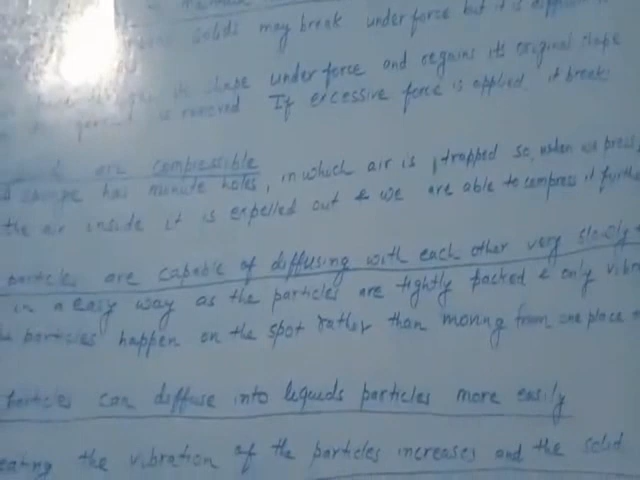 solids may break under force but it is
shape under force and regains its original shape
is removed If excessive force is applied it breaks
are compressible
has minute holes, in which air is trapped so, when we press,
the air inside it is expelled out & we are able to compress it further
particles are capable of diffusing with each other very slowly
in a easy way as the particles are tightly packed & only
particles happen on the spot rather than moving from one place
particles can diffuse into liquids particles more easily
the vibration of the particles increases and the solid